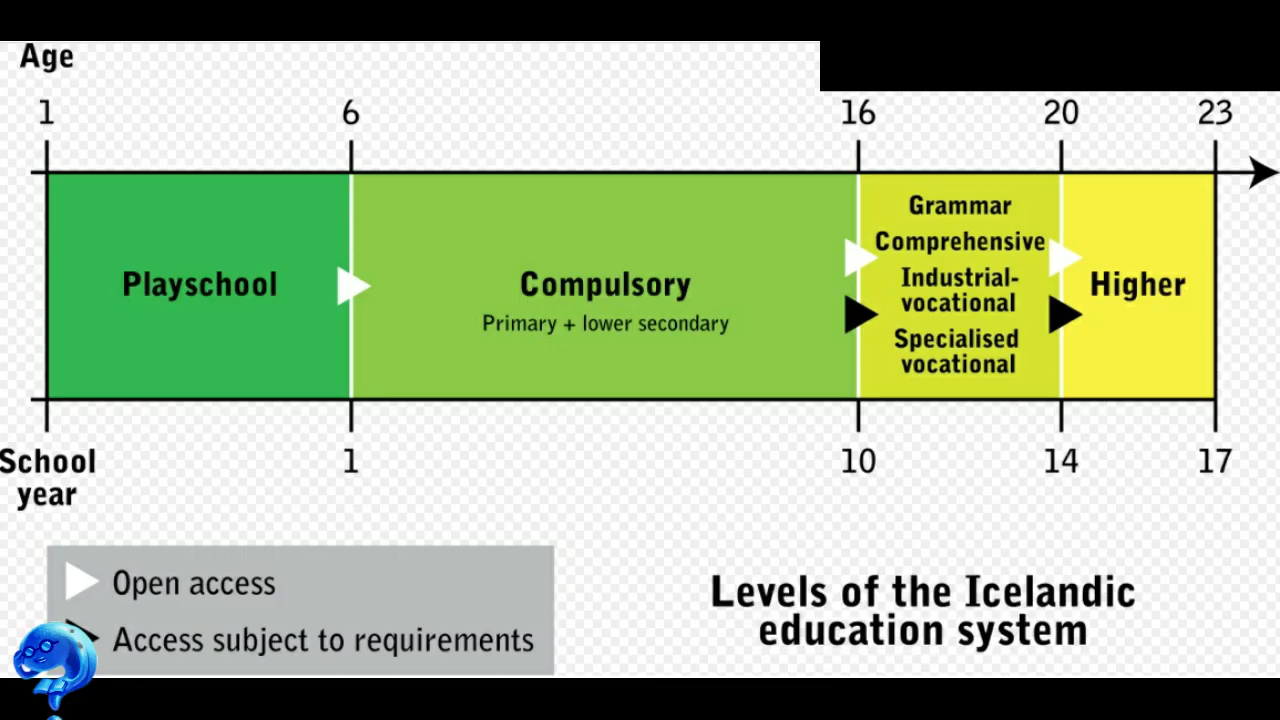 Age
1 6 16 20 23
Playschool
Compulsory
Primary + lower secondary
Grammar
Comprehensive
Industrial-
vocational
Specialised
vocational
Higher
School
year
1 10 14 17
Open access
Access subject to requirements
Levels of the Icelandic
education system